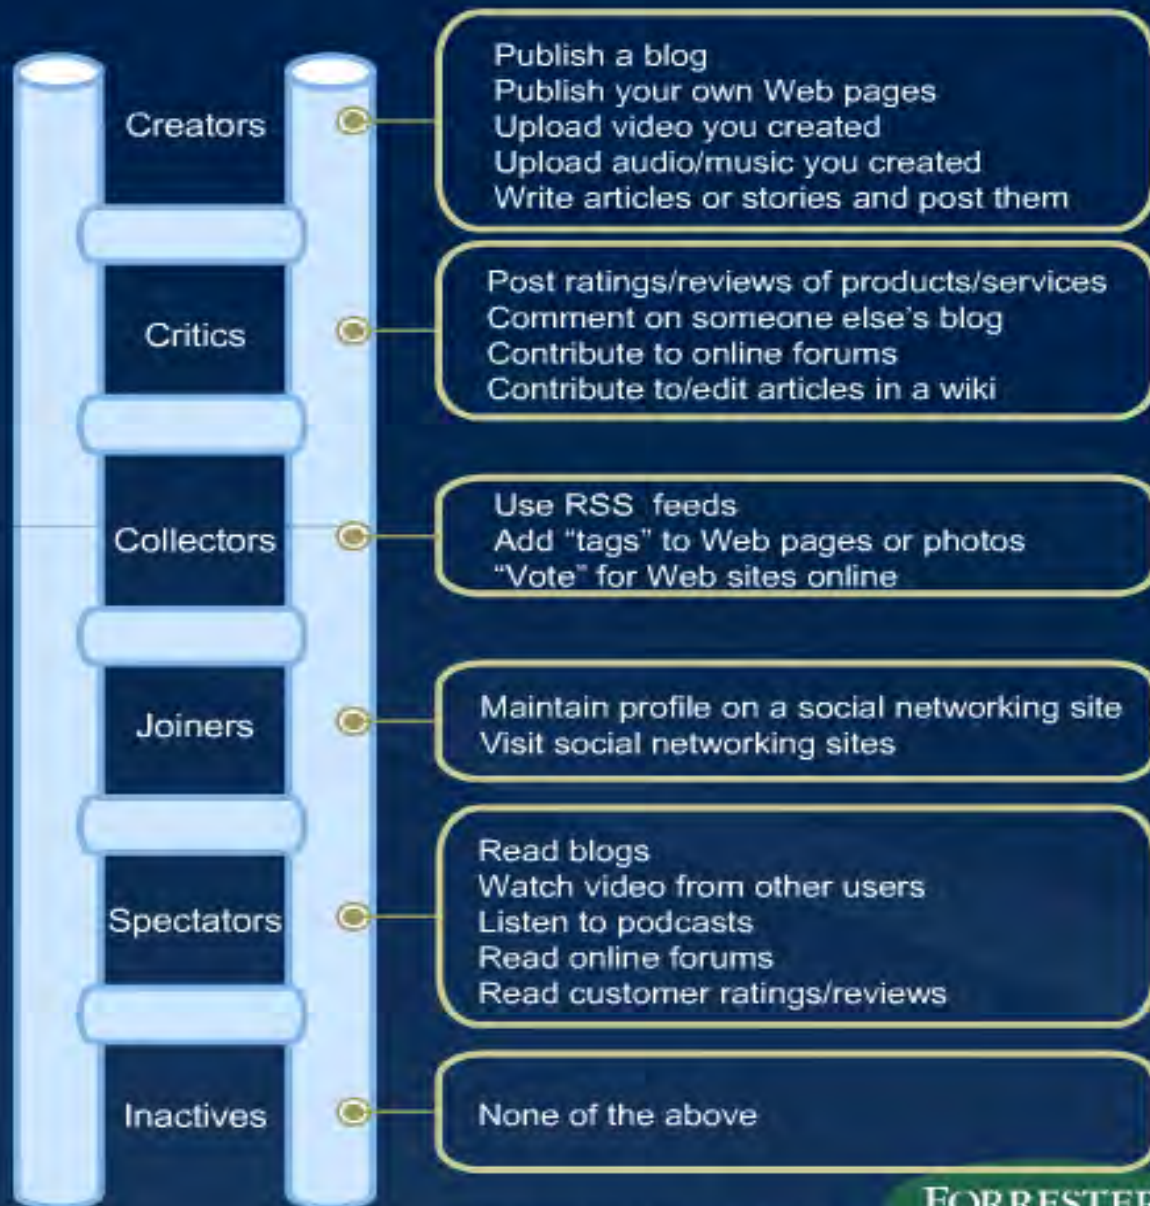 Creators
Publish a blog
Publish your own Web pages
Upload video you created
Upload audio/music you created
Write articles or stories and post them
Critics
Post ratings/reviews of products/services
Comment on someone else's blog
Contribute to online forums
Contribute to/edit articles in a wiki
Collectors
Use RSS feeds
Add “tags” to Web pages or photos
“Vote” for Web sites online
Joiners
Maintain profile on a social networking site
Visit social networking sites
Spectators
Read blogs
Watch video from other users
Listen to podcasts
Read online forums
Read customer ratings/reviews
Inactives
None of the above
FORRESTER